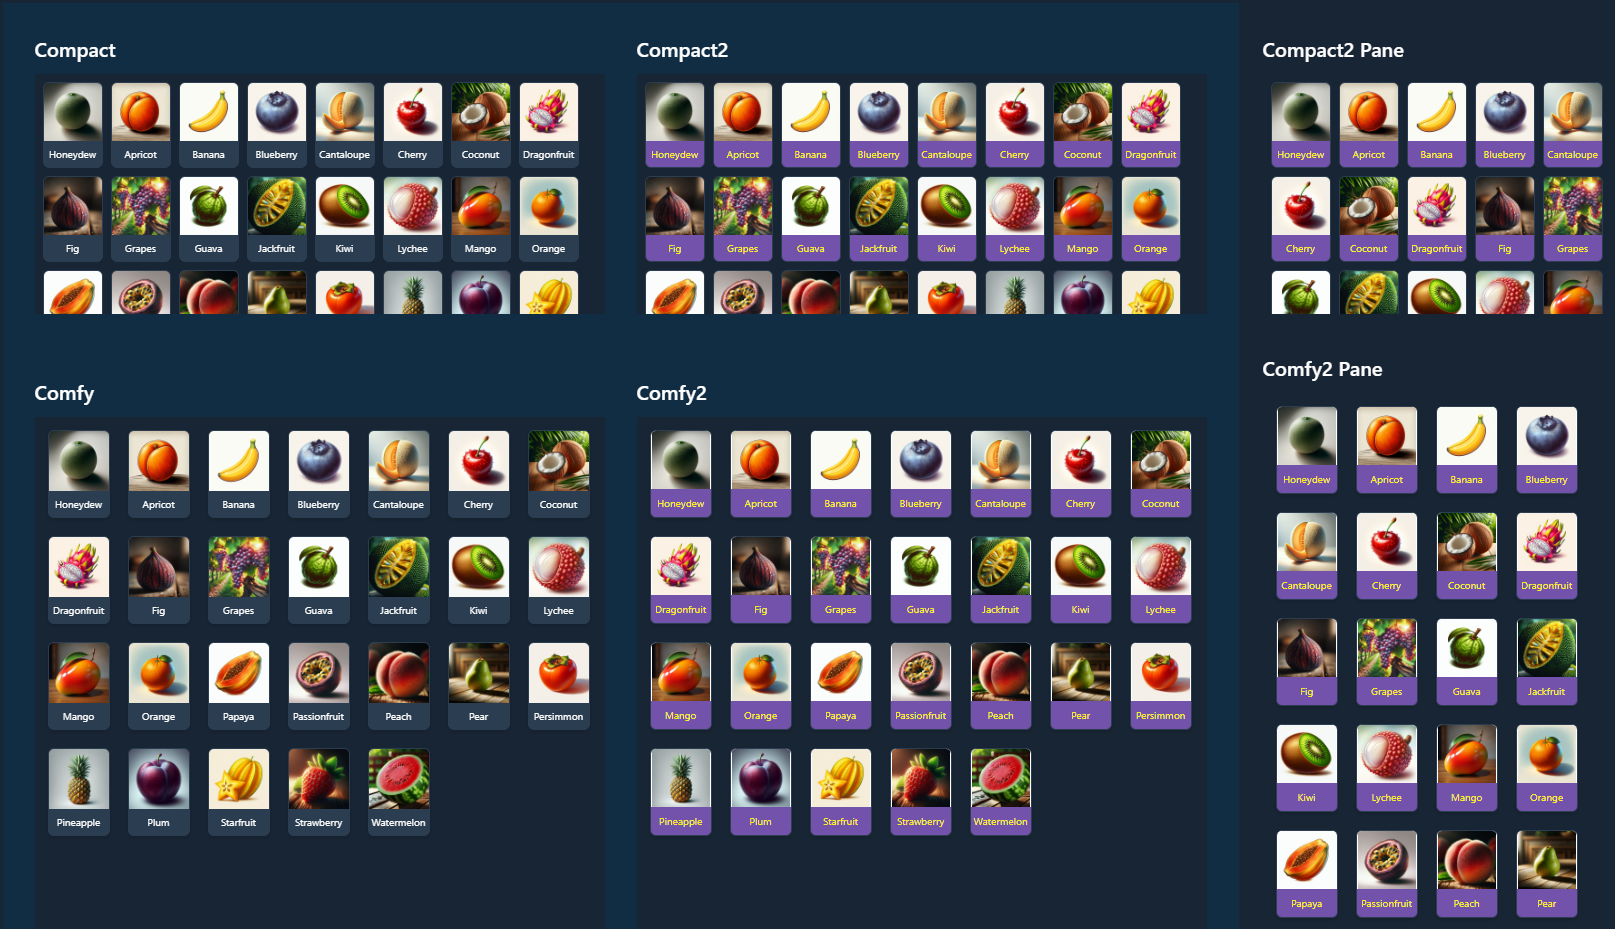 Compact
Honeydew Apricot Banana Blueberry Cantaloupe Cherry Coconut Dragonfruit
Fig Grapes Guava Jackfruit Kiwi Lychee Mango Orange
Compact2
Honeydew Apricot Banana Blueberry Cantaloupe Cherry Coconut Dragonfruit
Fig Grapes Guava Jackfruit Kiwi Lychee Mango Orange
Compact2 Pane
Honeydew Apricot Banana Blueberry Cantaloupe
Cherry Coconut Dragonfruit Fig Grapes
Comfy
Honeydew Apricot Banana Blueberry Cantaloupe Cherry Coconut
Dragonfruit Fig Grapes Guava Jackfruit Kiwi Lychee
Mango Orange Papaya Passionfruit Peach Pear Persimmon
Pineapple Plum Starfruit Strawberry Watermelon
Comfy2
Honeydew Apricot Banana Blueberry Cantaloupe Cherry Coconut
Dragonfruit Fig Grapes Guava Jackfruit Kiwi Lychee
Mango Orange Papaya Passionfruit Peach Pear Persimmon
Pineapple Plum Starfruit Strawberry Watermelon
Comfy2 Pane
Honeydew Apricot Banana Blueberry
Cantaloupe Cherry Coconut Dragonfruit
Fig Grapes Guava Jackfruit
Kiwi Lychee Mango Orange
Papaya Passionfruit Peach Pear